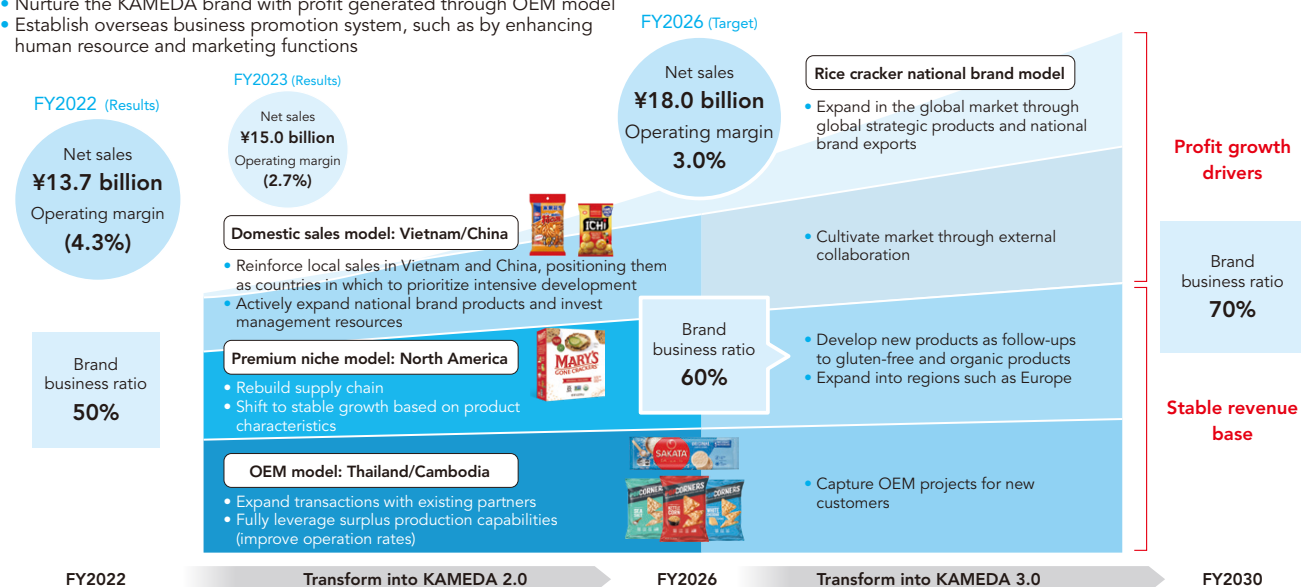 • Nurture the KAMEDA brand with profit generated through OEM model
• Establish overseas business promotion system, such as by enhancing
human resource and marketing functions
FY2022 (Results)
Net sales
¥13.7 billion
Operating margin
(4.3%)
FY2023 (Results)
Net sales
¥15.0 billion
Operating margin
(2.7%)
FY2026 (Target)
Net sales
¥18.0 billion
Operating margin
3.0%
Rice cracker national brand model
• Expand in the global market through
global strategic products and national
brand exports
Profit growth
drivers
Domestic sales model: Vietnam/China
• Reinforce local sales in Vietnam and China, positioning them
as countries in which to prioritize intensive development
• Actively expand national brand products and invest
management resources
ICHi
• Cultivate market through external
collaboration
Brand
business ratio
70%
Brand
business ratio
50%
Premium niche model: North America
• Rebuild supply chain
• Shift to stable growth based on product
characteristics
MARY'S
GONE CRACKERS
Brand
business ratio
60%
• Develop new products as follow-ups
to gluten-free and organic products
• Expand into regions such as Europe
Stable revenue
base
OEM model: Thailand/Cambodia
• Expand transactions with existing partners
• Fully leverage surplus production capabilities
(improve operation rates)
SAKATA
CORNERS
• Capture OEM projects for new
customers
FY2022
Transform into KAMEDA 2.0
FY2026
Transform into KAMEDA 3.0
FY2030